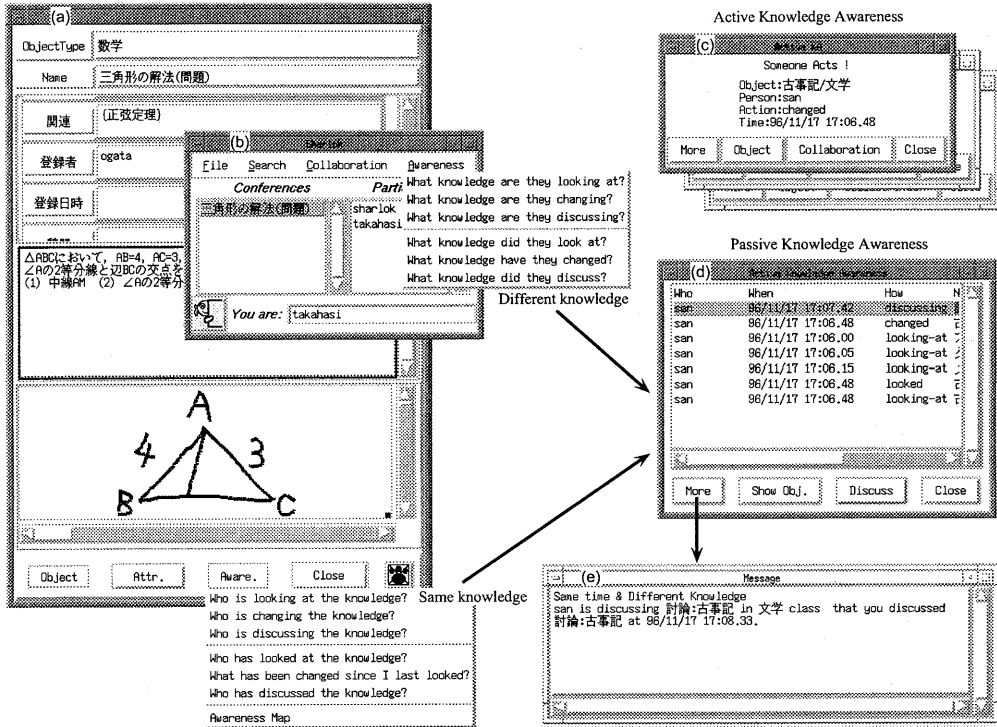 (a)
ObjectType 数学
Name 三角形の解法(問題)
関連 {正弦定理}
登録者 ogata
登録日時
△ABCにおいて, AB=4, AC=3,
∠Aの2等分線と辺BCの交点を
(1) 中線AM (2) ∠Aの2等分
A
4 3
B C
Object Attr. Aware. Close
Who is looking at the knowledge?
Who is changing the knowledge?
Who is discussing the knowledge?
Who has looked at the knowledge?
What has been changed since I last looked?
Who has discussed the knowledge?
Awareness Map
Same knowledge
(b)
Sharlok
File Search Collaboration Awareness
Conferences Parti
三角形の解法(問題)
sharlok
takahasi
You are: takahasi
What knowledge are they looking at?
What knowledge are they changing?
What knowledge are they discussing?
What knowledge did they look at?
What knowledge have they changed?
What knowledge did they discuss?
Different knowledge
Active Knowledge Awareness
(c)
Active KA
Someone Acts !
Object:古事記/文学
Person:san
Action:changed
Time:96/11/17 17:06.48
More Object Collaboration Close
Passive Knowledge Awareness
(d)
Knowledge Awareness
Who When How N
san 96/11/17 17:07.42 discussing
san 96/11/17 17:06.48 changed
san 96/11/17 17:06.00 looking-at
san 96/11/17 17:06.05 looking-at
san 96/11/17 17:06.15 looking-at
san 96/11/17 17:06.48 looked
san 96/11/17 17:06.48 looking-at
More Show Obj. Discuss Close
(e)
Message
Same time & Different Knowledge
san is discussing 討論:古事記 in 文学 class that you discussed
討論:古事記 at 96/11/17 17:08.33.